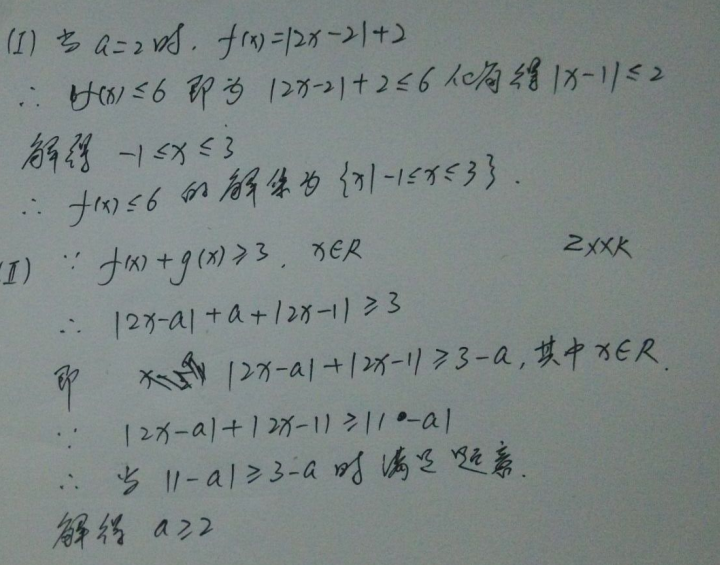 (I) 当 a=2时. f(x)=|2x-2|+2
∴ f(x)≤6 即为 |2x-2|+2≤6 化简得 |x-1|≤2
解得 -1≤x≤3
∴ f(x)≤6 的解集为 {x|-1≤x≤3}.
(II) ∵ f(x)+g(x)≥3. x∈R ZXXK
∴ |2x-a|+a+|2x-1|≥3
即 |2x-a|+|2x-1|≥3-a, 其中 x∈R.
∵ |2x-a|+|2x-1|≥|1-a|
∴ 当 |1-a|≥3-a 时满足题意.
解得 a≥2